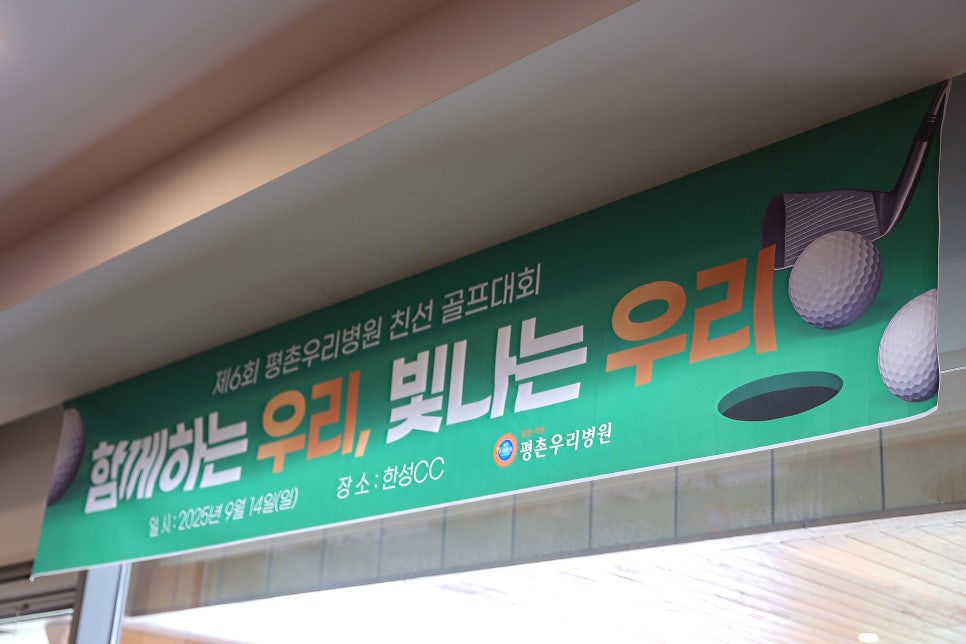 제6회 평촌우리병원 친선 골프대회
함께하는 우리, 빛나는 우리
일 시 : 2025년 9월 14일(일)
장 소 : 한성CC
평촌우리병원